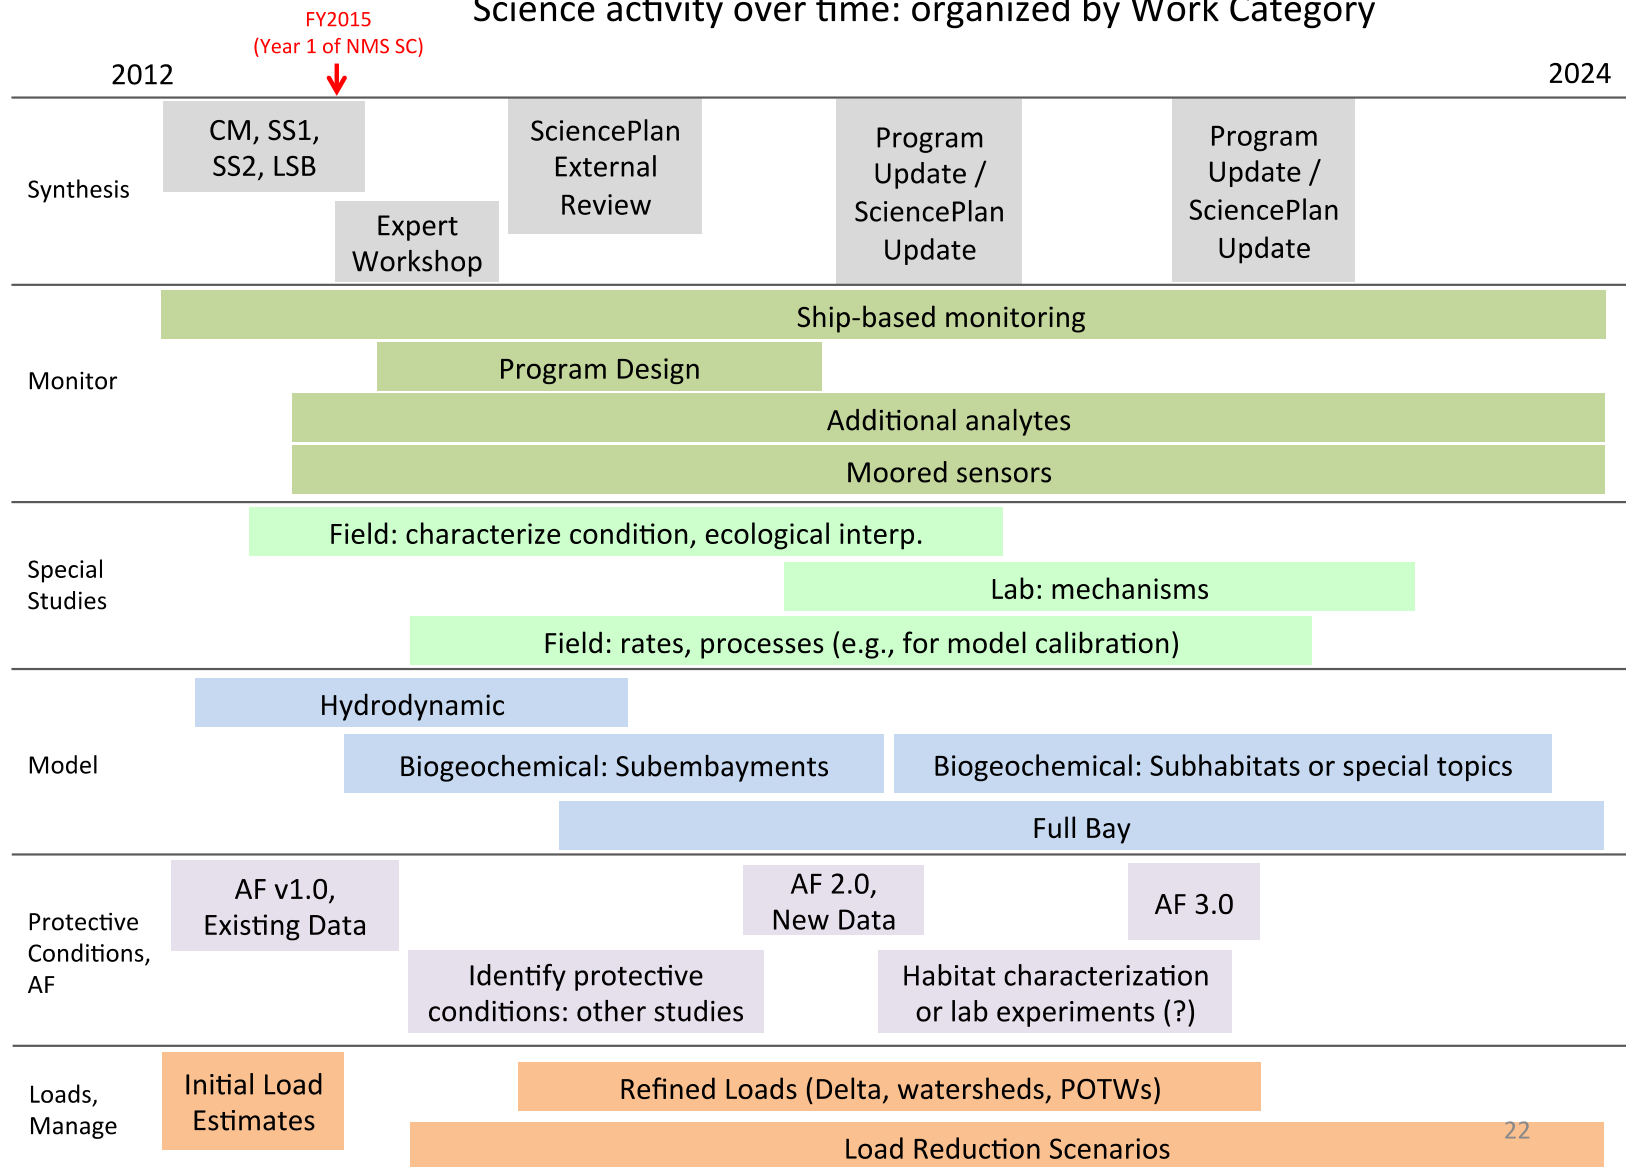 Science activity over time: organized by Work Category
FY2015
(Year 1 of NMS SC)
2012
2024
Synthesis
CM, SS1,
SS2, LSB
Expert
Workshop
SciencePlan
External
Review
Program
Update /
SciencePlan
Update
Program
Update /
SciencePlan
Update
Monitor
Ship-based monitoring
Program Design
Additional analytes
Moored sensors
Special
Studies
Field: characterize condition, ecological interp.
Lab: mechanisms
Field: rates, processes (e.g., for model calibration)
Model
Hydrodynamic
Biogeochemical: Subembayments
Biogeochemical: Subhabitats or special topics
Full Bay
Protective
Conditions,
AF
AF v1.0,
Existing Data
AF 2.0,
New Data
AF 3.0
Identify protective
conditions: other studies
Habitat characterization
or lab experiments (?)
Loads,
Manage
Initial Load
Estimates
Refined Loads (Delta, watersheds, POTWs)
Load Reduction Scenarios
22